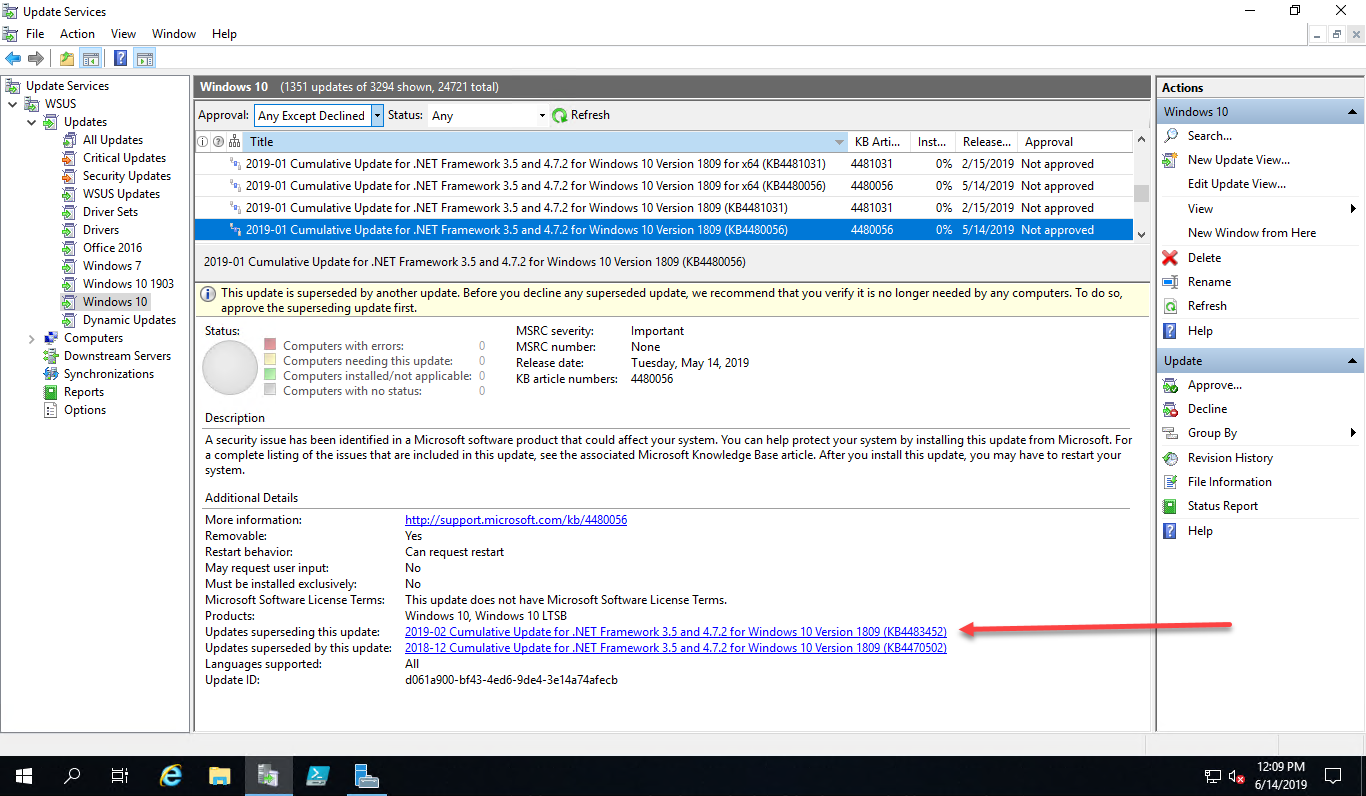 Update Services
File Action View Window Help
Update Services
WSUS
Updates
All Updates
Critical Updates
Security Updates
WSUS Updates
Driver Sets
Drivers
Office 2016
Windows 7
Windows 10 1903
Windows 10
Dynamic Updates
Computers
Downstream Servers
Synchronizations
Reports
Options
Windows 10 (1351 updates of 3294 shown, 24721 total)
Approval: Any Except Declined Status: Any Refresh
Title KB Arti... Inst... Release... Approval
2019-01 Cumulative Update for .NET Framework 3.5 and 4.7.2 for Windows 10 Version 1809 for x64 (KB4481031) 4481031 0% 2/15/2019 Not approved
2019-01 Cumulative Update for .NET Framework 3.5 and 4.7.2 for Windows 10 Version 1809 for x64 (KB4480056) 4480056 0% 5/14/2019 Not approved
2019-01 Cumulative Update for .NET Framework 3.5 and 4.7.2 for Windows 10 Version 1809 (KB4481031) 4481031 0% 2/15/2019 Not approved
2019-01 Cumulative Update for .NET Framework 3.5 and 4.7.2 for Windows 10 Version 1809 (KB4480056) 4480056 0% 5/14/2019 Not approved
2019-01 Cumulative Update for .NET Framework 3.5 and 4.7.2 for Windows 10 Version 1809 (KB4480056)
This update is superseded by another update. Before you decline any superseded update, we recommend that you verify it is no longer needed by any computers. To do so,
approve the superseding update first.
Status:
Computers with errors: 0
Computers needing this update: 0
Computers installed/not applicable: 0
Computers with no status: 0
MSRC severity: Important
MSRC number: None
Release date: Tuesday, May 14, 2019
KB article numbers: 4480056
Description
A security issue has been identified in a Microsoft software product that could affect your system. You can help protect your system by installing this update from Microsoft. For
a complete listing of the issues that are included in this update, see the associated Microsoft Knowledge Base article. After you install this update, you may have to restart your
system.
Additional Details
More information: http://support.microsoft.com/kb/4480056
Removable: Yes
Restart behavior: Can request restart
May request user input: No
Must be installed exclusively: No
Microsoft Software License Terms: This update does not have Microsoft Software License Terms.
Products: Windows 10, Windows 10 LTSB
Updates superseding this update: 2019-02 Cumulative Update for .NET Framework 3.5 and 4.7.2 for Windows 10 Version 1809 (KB4483452)
Updates superseded by this update: 2018-12 Cumulative Update for .NET Framework 3.5 and 4.7.2 for Windows 10 Version 1809 (KB4470502)
Languages supported: All
Update ID: d061a900-bf43-4ed6-9de4-3e14a74afecb
Actions
Windows 10
Search...
New Update View...
Edit Update View...
View
New Window from Here
Delete
Rename
Refresh
Help
Update
Approve...
Decline
Group By
Revision History
File Information
Status Report
Help
12:09 PM
6/14/2019